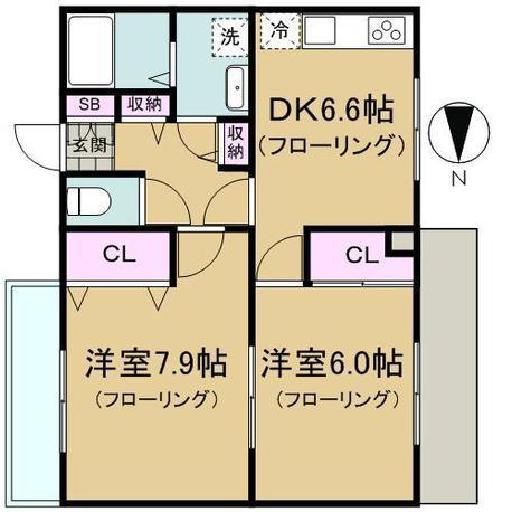 洗
冷
SB
収納
DK6.6帖
(フローリング)
玄関
収納
N
CL
CL
洋室7.9帖
(フローリング)
洋室6.0帖
(フローリング)